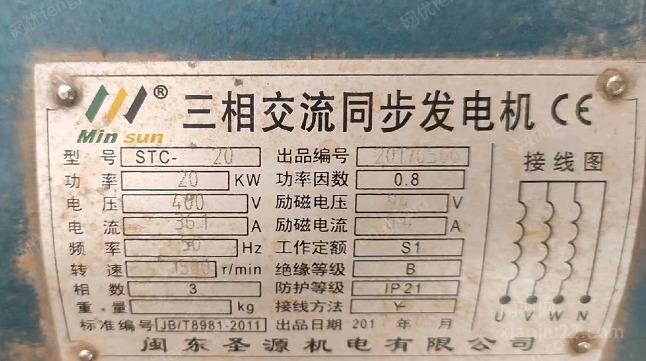 Min sun ® 三相交流同步发电机 CE
型号 STC- 20 出品编号 接线图
功率 20 KW 功率因数 0.8
电压 400 V 励磁电压 V
电流 36.1 A 励磁电流 A
频率 50 Hz 工作定额 S1
转速 1500 r/min 绝缘等级 B
相数 3 防护等级 IP21
重量 kg 接线方法 Y
U V W N
标准编号 JB/T8981-2011 出品日期 201 年
闽东圣源机电有限公司